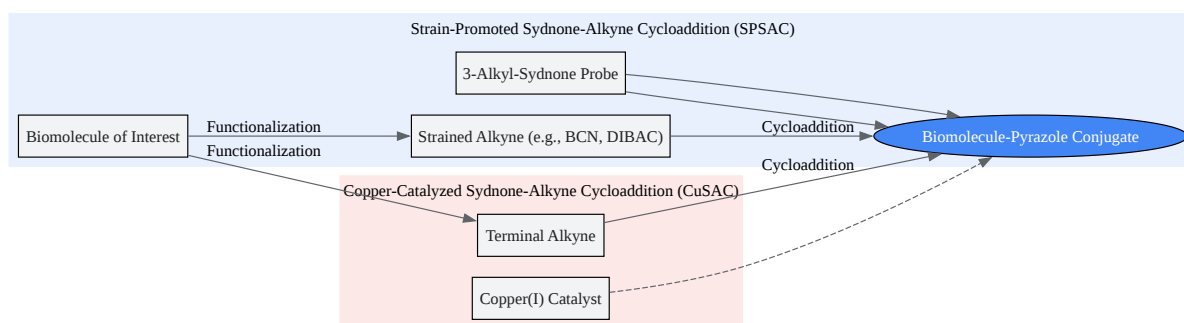 Strain-Promoted Sydnone-Alkyne Cycloaddition (SPSAC)
3-Alkyl-Sydnone Probe
Biomolecule of Interest
Functionalization
Strained Alkyne (e.g., BCN, DIBAC)
Cycloaddition
Biomolecule-Pyrazole Conjugate
Functionalization
Cycloaddition
Copper-Catalyzed Sydnone-Alkyne Cycloaddition (CuSAC)
Terminal Alkyne
Copper(I) Catalyst